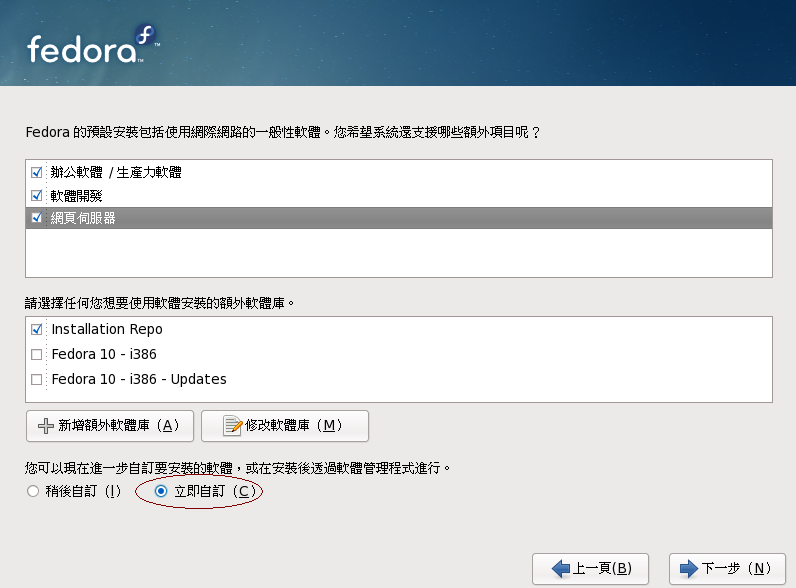 fedora™
Fedora 的預設安裝包括使用網際網路的一般性軟體。您希望系統還支援哪些額外項目呢？
辦公軟體 / 生產力軟體
軟體開發
網頁伺服器
請選擇任何您想要使用軟體安裝的額外軟體庫。
Installation Repo
Fedora 10 - i386
Fedora 10 - i386 - Updates
新增額外軟體庫（A） 修改軟體庫（M）
您可以現在進一步自訂要安裝的軟體，或在安裝後透過軟體管理程式進行。
稍後自訂（l） 立即自訂（C）
上一頁(B) 下一步（N）